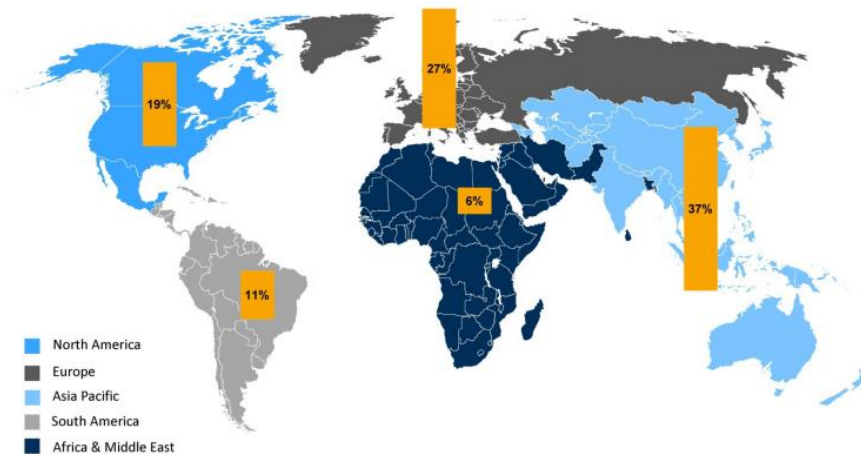 27%
19%
6%
37%
11%
North America
Europe
Asia Pacific
South America
Africa & Middle East